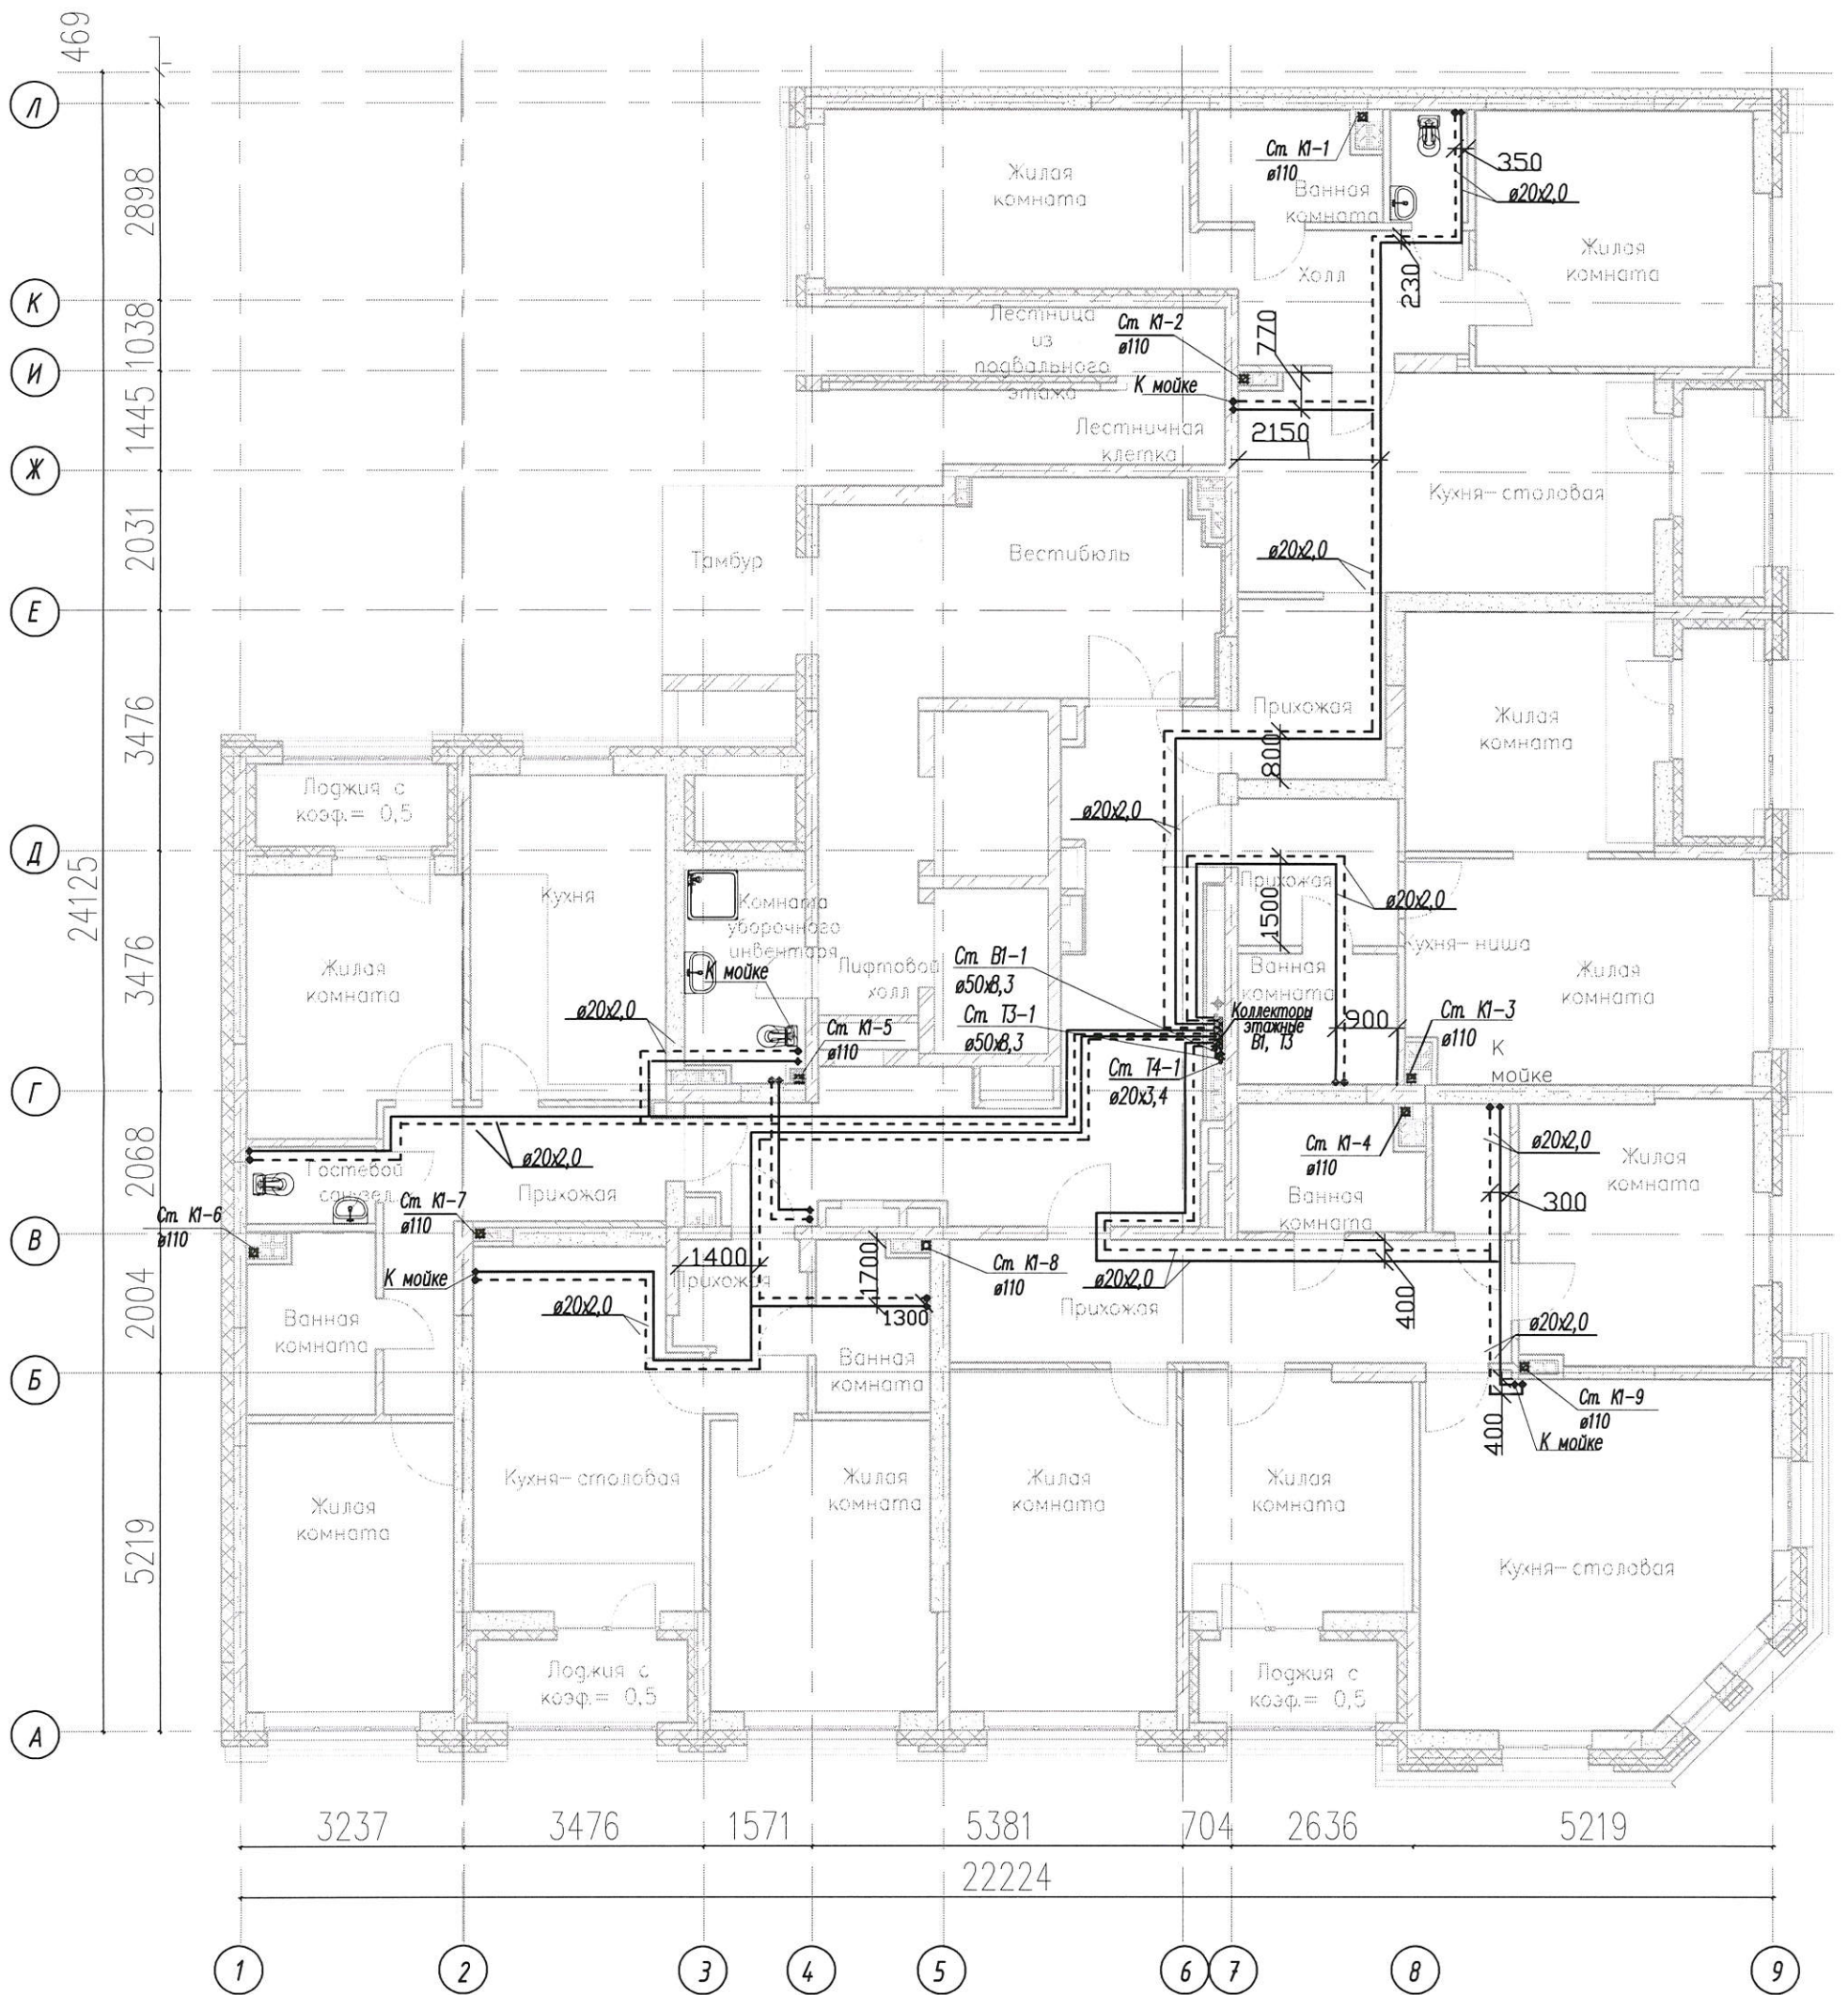 469
Л
2898
К
1038
И
1445
Ж
2031
Е
3476
Д
24125
3476
Г
2068
В
2004
Б
5219
А
Жилая
комната
Ст. К1-1
ø110
Ванная
комната
350
ø20х2,0
Жилая
комната
230
Холл
Лестница
из
подвального
этажа
Ст. К1-2
ø110
770
К мойке
Лестничная
клетка
2150
Кухня-столовая
Тамбур
Вестибюль
ø20х2,0
Прихожая
800
Жилая
комната
Лоджия с
коэф.= 0,5
ø20х2,0
Кухня
Комната
уборочного
инвентаря
К мойке
Прихожая
1500
ø20х2,0
Кухня-ниша
Жилая
комната
Лифтовой
холл
Ст. В1-1
ø50х8,3
Ст. Т3-1
ø50х8,3
Ванная
комната
Коллекторы
этажные
В1, Т3
900
Ст. К1-3
ø110
К
мойке
Жилая
комната
ø20х2,0
Ст. К1-5
ø110
Ст. Т4-1
ø20х3,4
Ст. К1-4
ø110
ø20х2,0
Жилая
комната
ø20х2,0
Гостевой
санузел
Прихожая
Ст. К1-7
ø110
Ст. К1-6
ø110
Ванная
комната
300
К мойке
1400
Прихожая
1700
Ст. К1-8
ø110
ø20х2,0
400
ø20х2,0
1300
Прихожая
ø20х2,0
Ванная
комната
Ванная
комната
Ст. К1-9
ø110
400
К мойке
Жилая
комната
Кухня-столовая
Жилая
комната
Жилая
комната
Жилая
комната
Кухня-столовая
Лоджия с
коэф.= 0,5
Лоджия с
коэф.= 0,5
3237
3476
1571
5381
704
2636
5219
22224
1
2
3
4
5
6
7
8
9